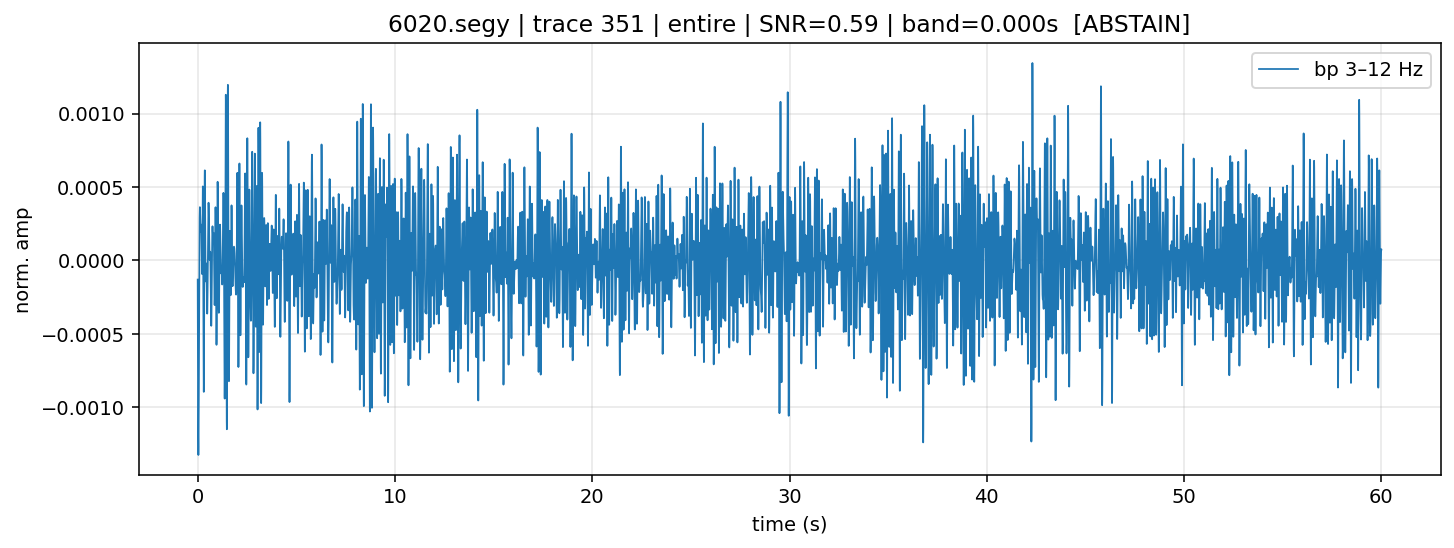 6020.segy | trace 351 | entire | SNR=0.59 | band=0.000s  [ABSTAIN]
bp 3–12 Hz
0.0010
0.0005
0.0000
−0.0005
−0.0010
norm. amp
0 10 20 30 40 50 60
time (s)